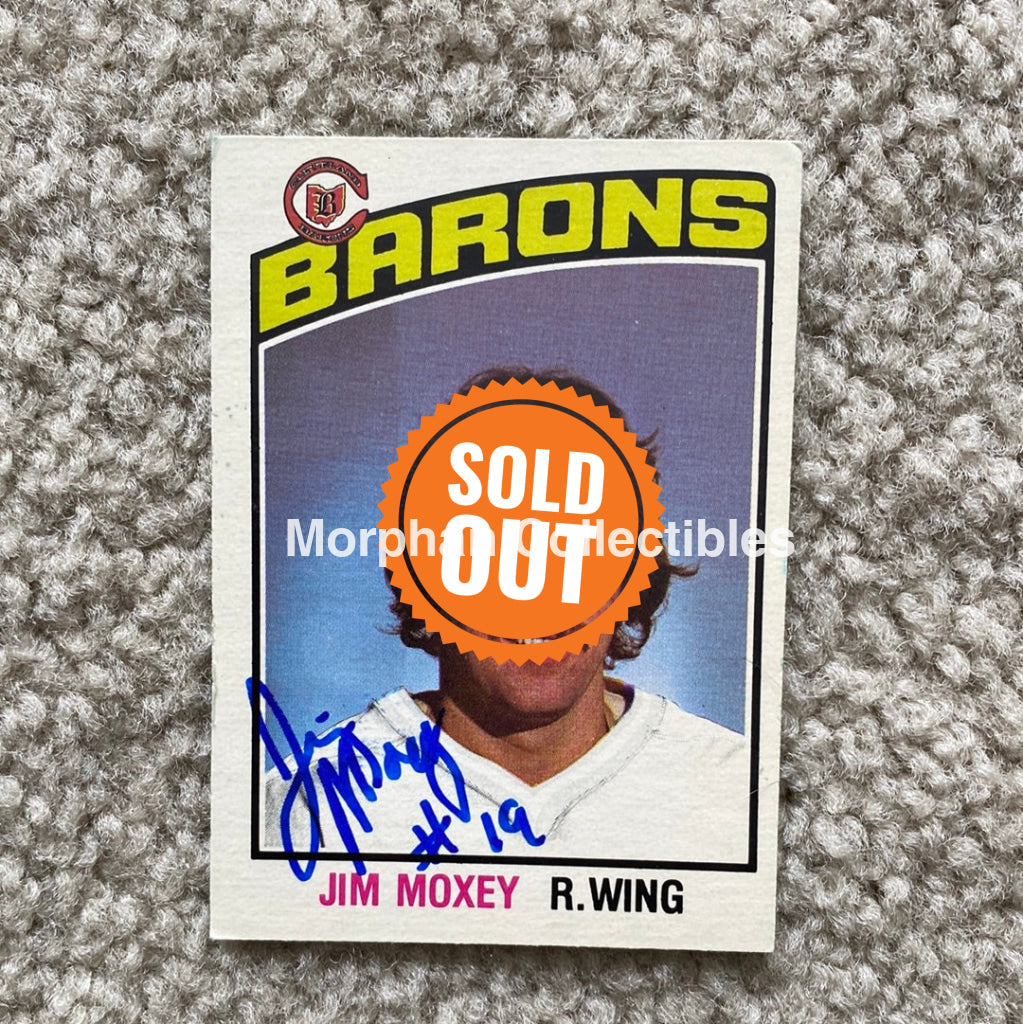 BARONS
B
SOLD
OUT
Morphan Collectibles
Jim Moxey
# 19
JIM MOXEY R. WING